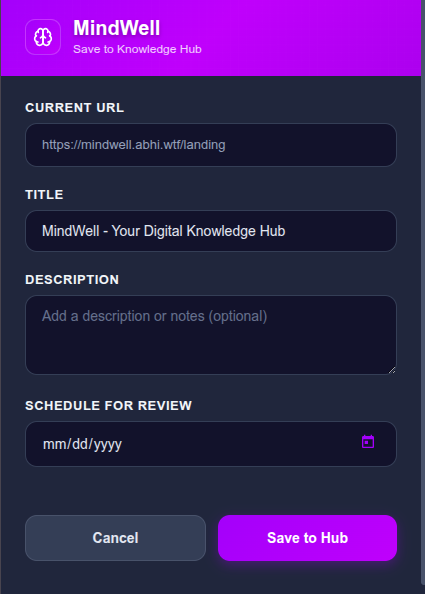 MindWell
Save to Knowledge Hub
CURRENT URL
https://mindwell.abhi.wtf/landing
TITLE
MindWell - Your Digital Knowledge Hub
DESCRIPTION
Add a description or notes (optional)
SCHEDULE FOR REVIEW
mm/dd/yyyy
Cancel
Save to Hub